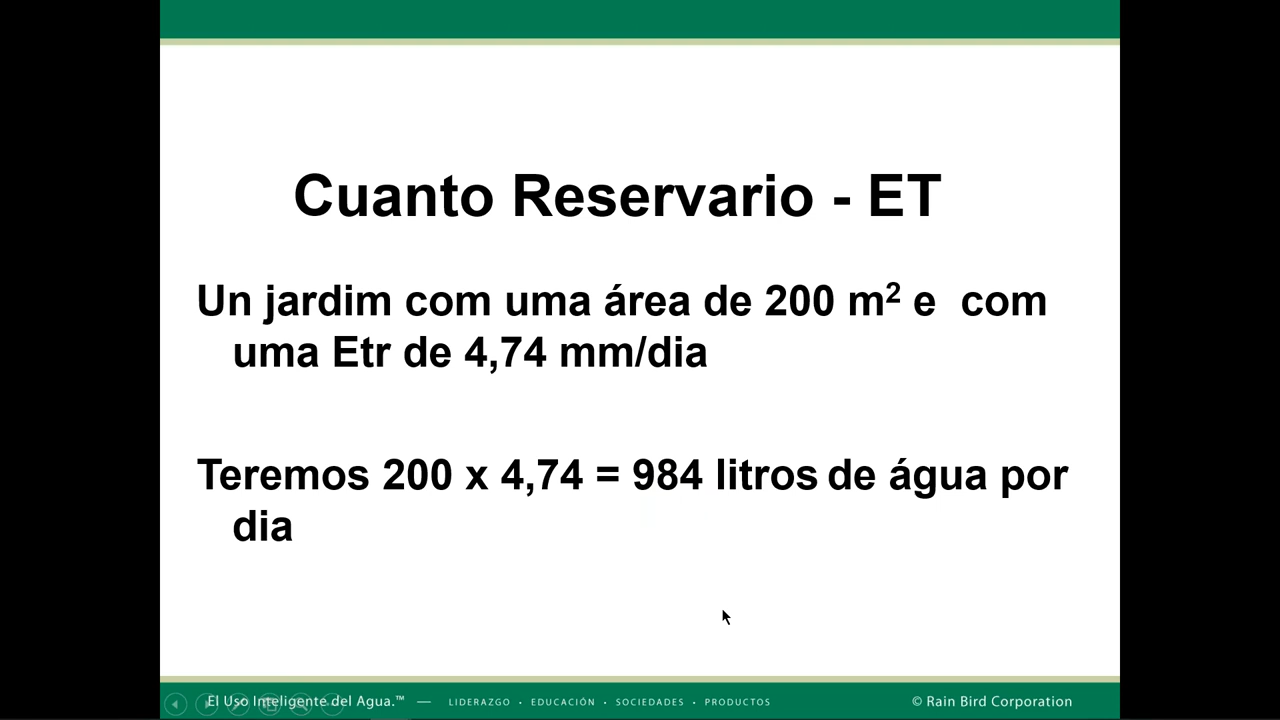 Cuanto Reservario - ET
Un jardim com uma área de 200 m² e com
uma Etr de 4,74 mm/dia
Teremos 200 x 4,74 = 984 litros de água por
dia
El Uso Inteligente del Agua.™ — LIDERAZGO • EDUCACIÓN • SOCIEDADES • PRODUCTOS © Rain Bird Corporation